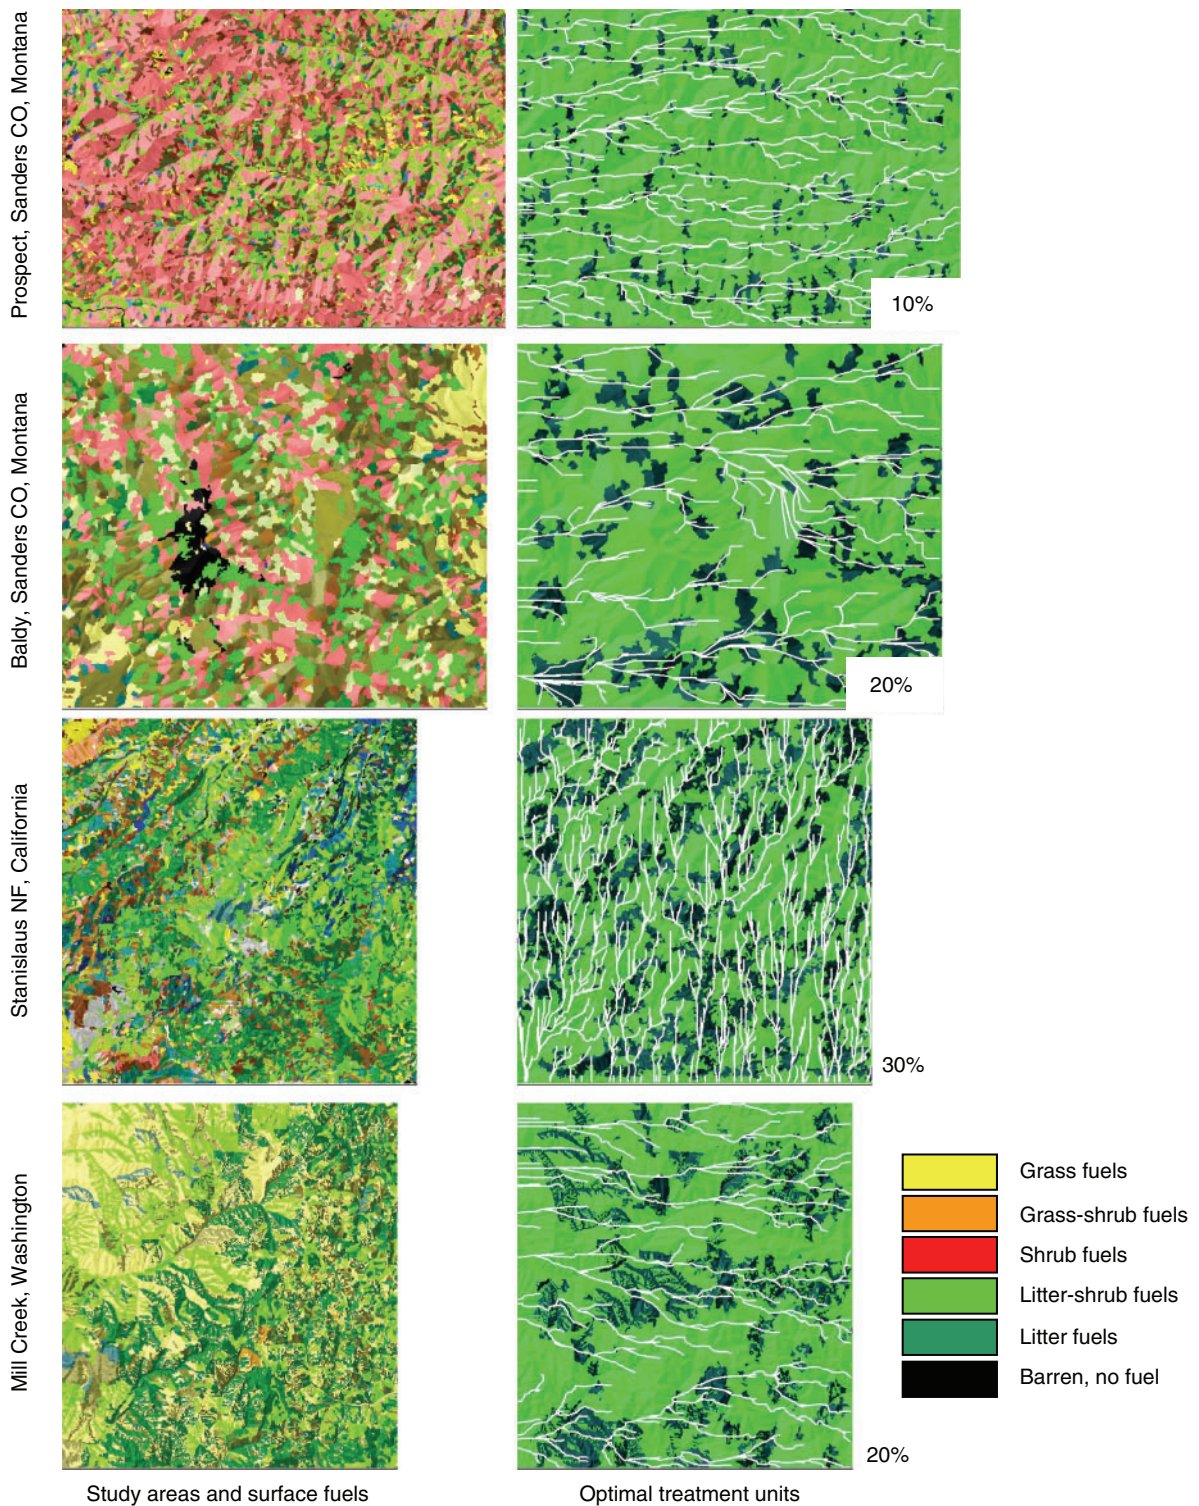 Prospect, Sanders CO, Montana
10%
Baldy, Sanders CO, Montana
20%
Stanislaus NF, California
30%
Mill Creek, Washington
20%
Grass fuels
Grass-shrub fuels
Shrub fuels
Litter-shrub fuels
Litter fuels
Barren, no fuel
Study areas and surface fuels
Optimal treatment units